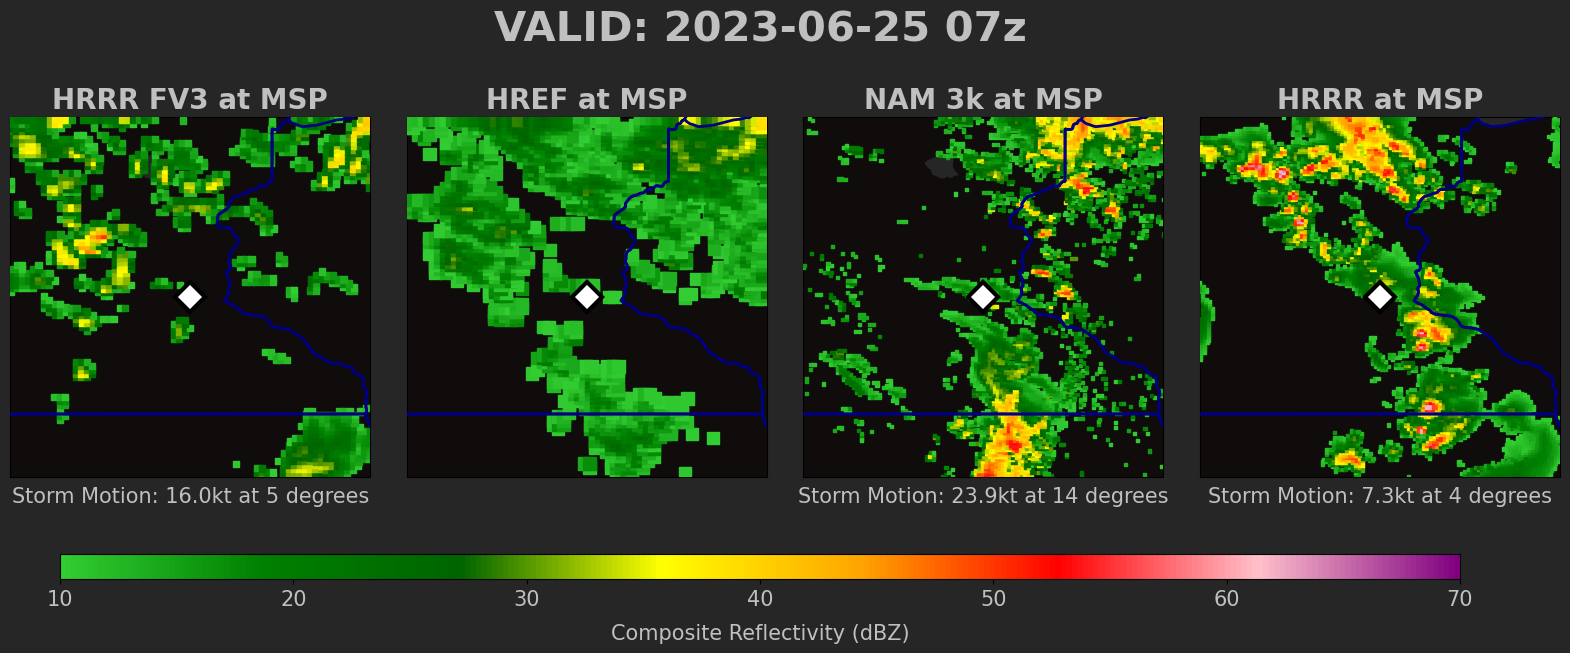 VALID: 2023-06-25 07z
HRRR FV3 at MSP
HREF at MSP
NAM 3k at MSP
HRRR at MSP
Storm Motion: 16.0kt at 5 degrees
Storm Motion: 23.9kt at 14 degrees
Storm Motion: 7.3kt at 4 degrees
10 20 30 40 50 60 70
Composite Reflectivity (dBZ)